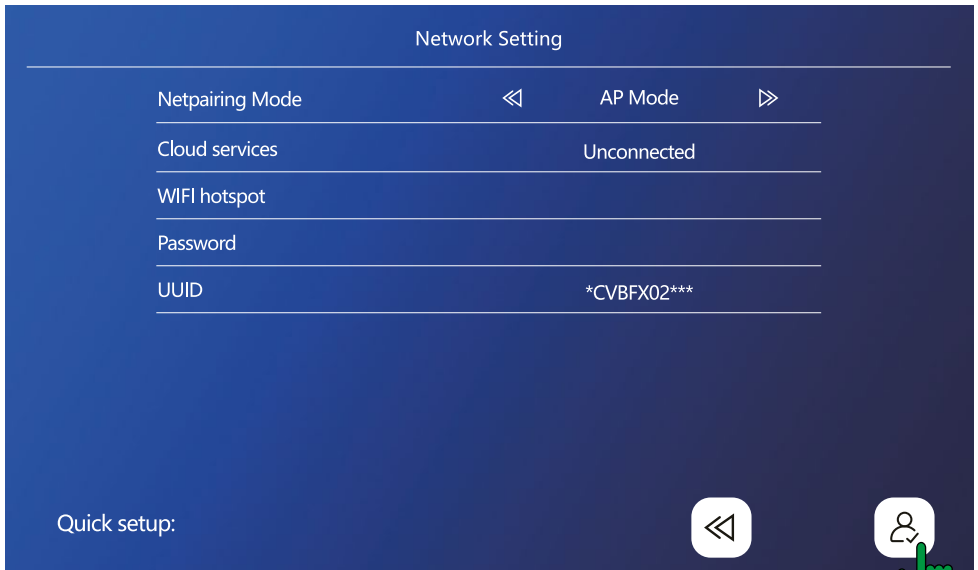 Network Setting
Netpairing Mode AP Mode
Cloud services Unconnected
WIFI hotspot
Password
UUID *CVBFX02***
Quick setup: